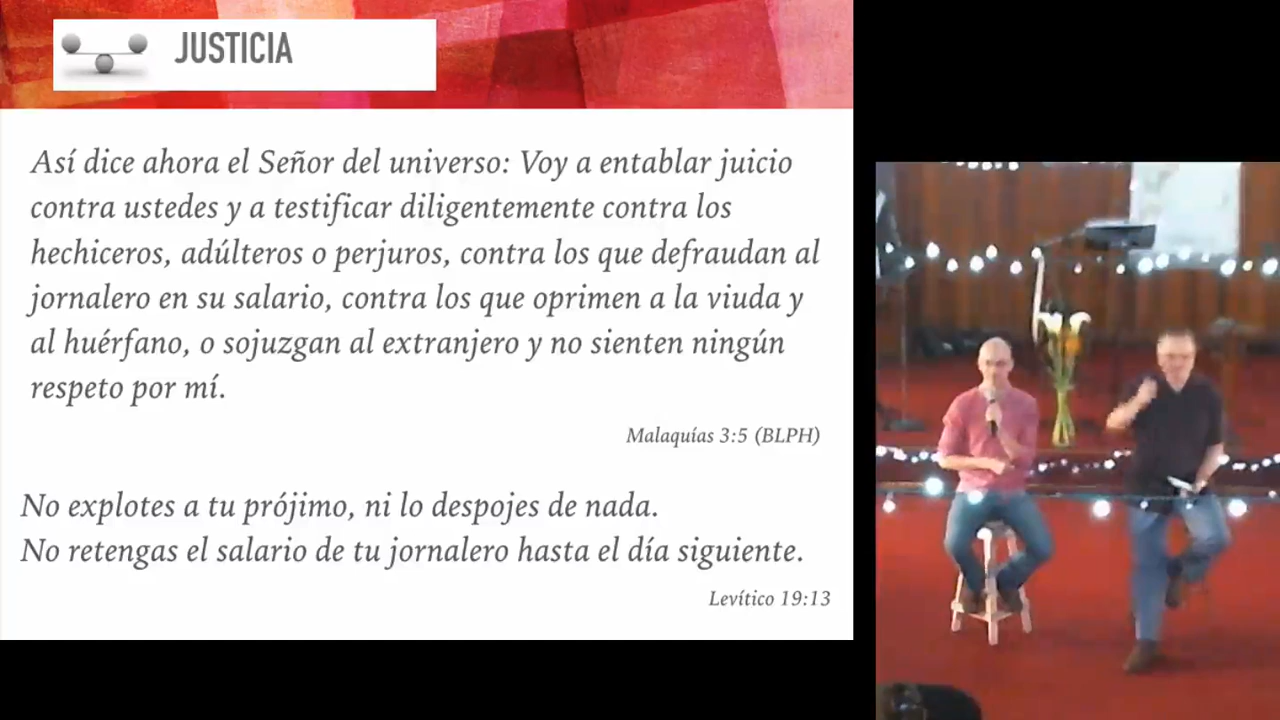 JUSTICIA
Así dice ahora el Señor del universo: Voy a entablar juicio
contra ustedes y a testificar diligentemente contra los
hechiceros, adúlteros o perjuros, contra los que defraudan al
jornalero en su salario, contra los que oprimen a la viuda y
al huérfano, o sojuzgan al extranjero y no sienten ningún
respeto por mí.
Malaquías 3:5 (BLPH)
No explotes a tu prójimo, ni lo despojes de nada.
No retengas el salario de tu jornalero hasta el día siguiente.
Levítico 19:13